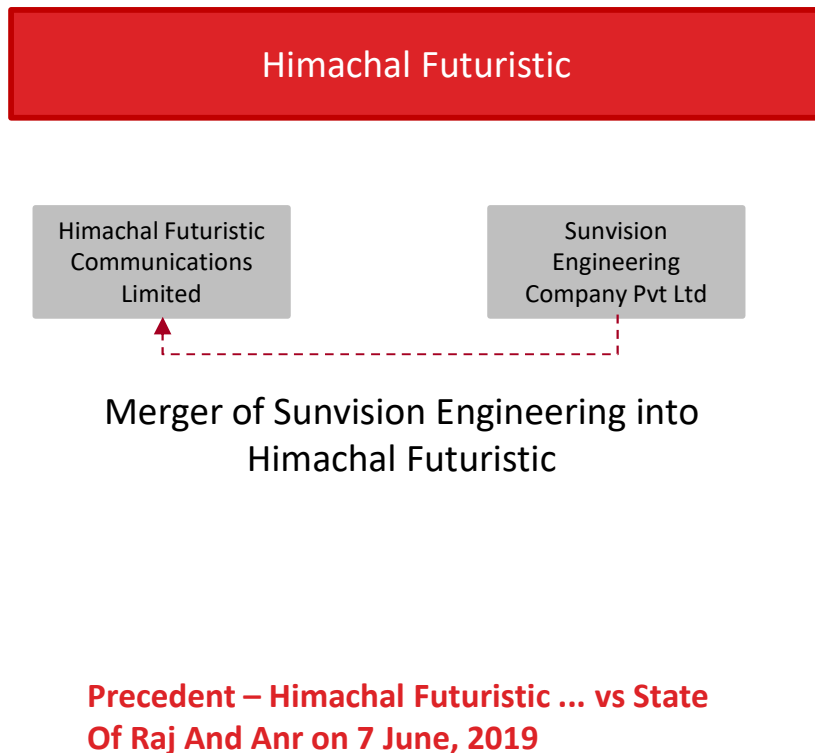 Himachal Futuristic
Himachal Futuristic
Communications
Limited
Sunvision
Engineering
Company Pvt Ltd
Merger of Sunvision Engineering into
Himachal Futuristic
Precedent – Himachal Futuristic ... vs State
Of Raj And Anr on 7 June, 2019